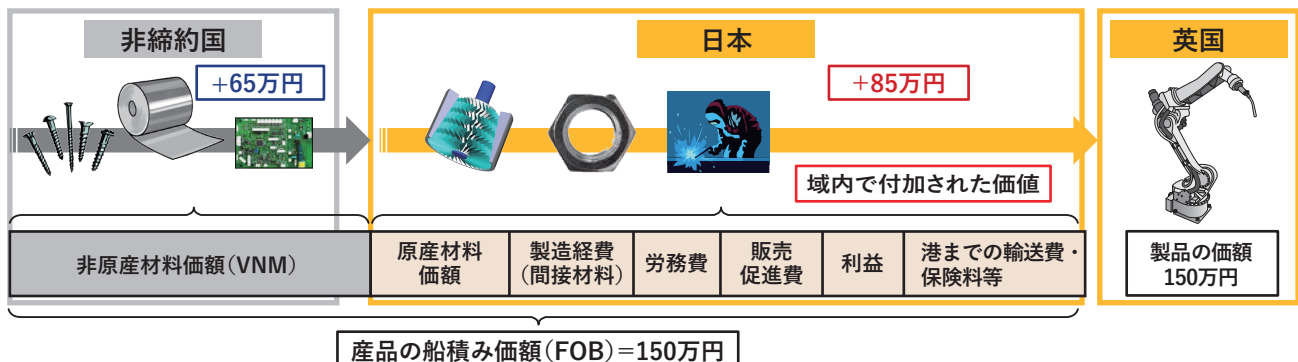 非締約国
日本
英国
+65万円
+85万円
域内で付加された価値
非原産材料価額(VNM)
原産材料
価額
製造経費
(間接材料)
労務費
販売
促進費
利益
港までの輸送費・
保険料等
製品の価額
150万円
産品の船積み価額(FOB)=150万円